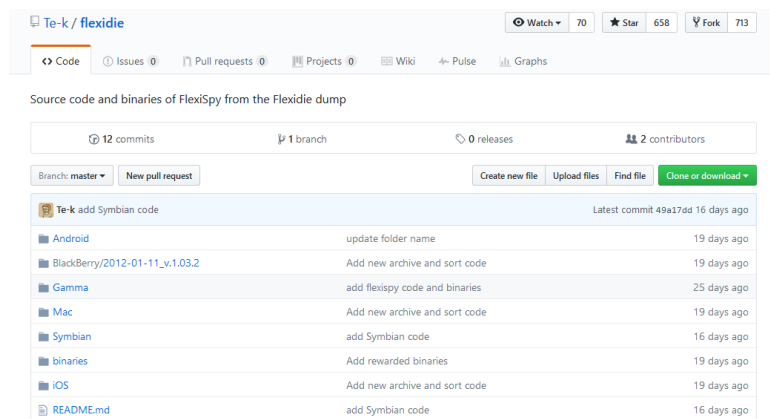 Te-k / flexidie
Watch 70 Star 658 Fork 713
Code Issues 0 Pull requests 0 Projects 0 Wiki Pulse Graphs
Source code and binaries of FlexiSpy from the Flexidie dump
12 commits 1 branch 0 releases 2 contributors
Branch: master New pull request Create new file Upload files Find file Clone or download
Te-k add Symbian code Latest commit 49a17dd 16 days ago
Android update folder name 19 days ago
BlackBerry/2012-01-11_v.1.03.2 Add new archive and sort code 19 days ago
Gamma add flexispy code and binaries 25 days ago
Mac Add new archive and sort code 19 days ago
Symbian add Symbian code 16 days ago
binaries Add rewarded binaries 19 days ago
iOS Add new archive and sort code 19 days ago
README.md add Symbian code 16 days ago